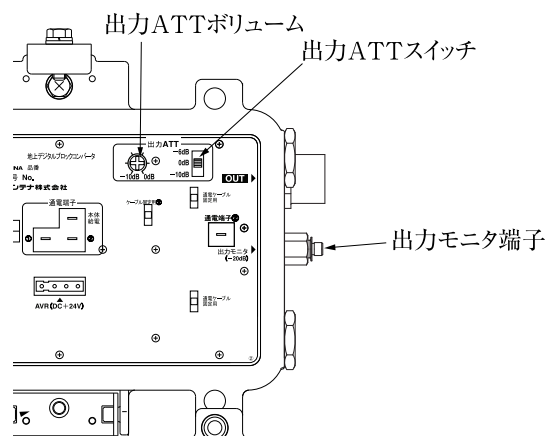 出力ATTボリューム
出力ATTスイッチ
出力ATT
−6dB
0dB
−10dB
−10dB 0dB
地上デジタルブロックコンバータ
NA 品番
号 No.
ンテナ株式会社
OUT
通電端子
本体
給電
ケーブル固定用
通電ケーブル
固定用
通電端子
出力モニタ
(−20dB)
出力モニタ端子
通電ケーブル
固定用
AVR(DC+24V)